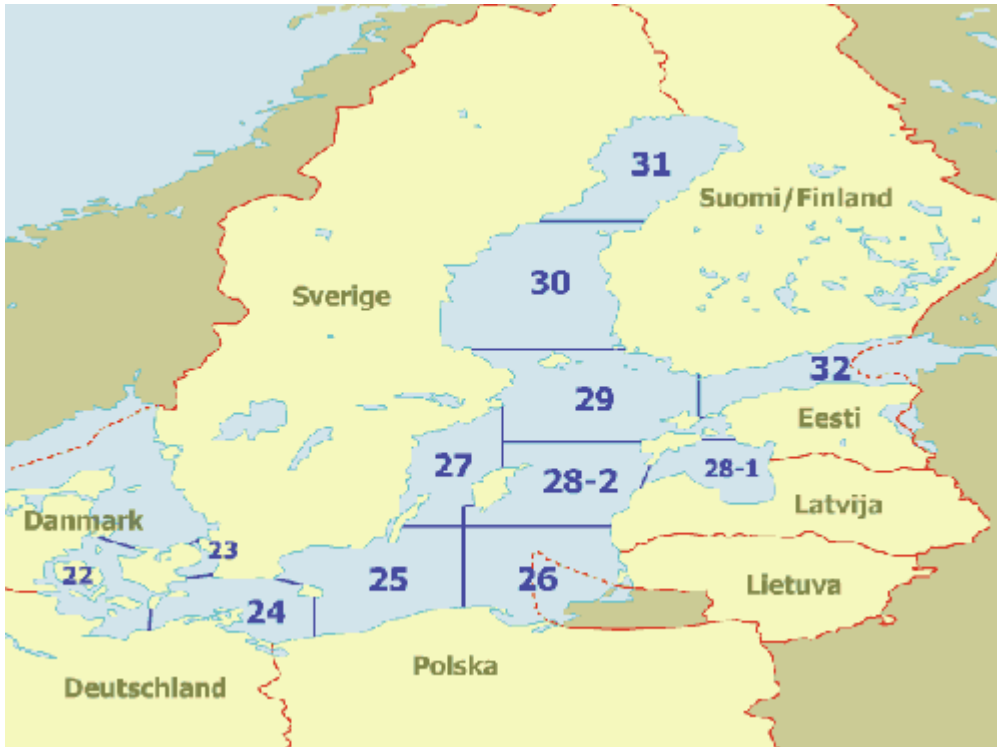 31
Suomi/Finland
30
Sverige
32
29
Eesti
27
28-2
28-1
Latvija
Danmark
23
22
25
26
Lietuva
24
Polska
Deutschland